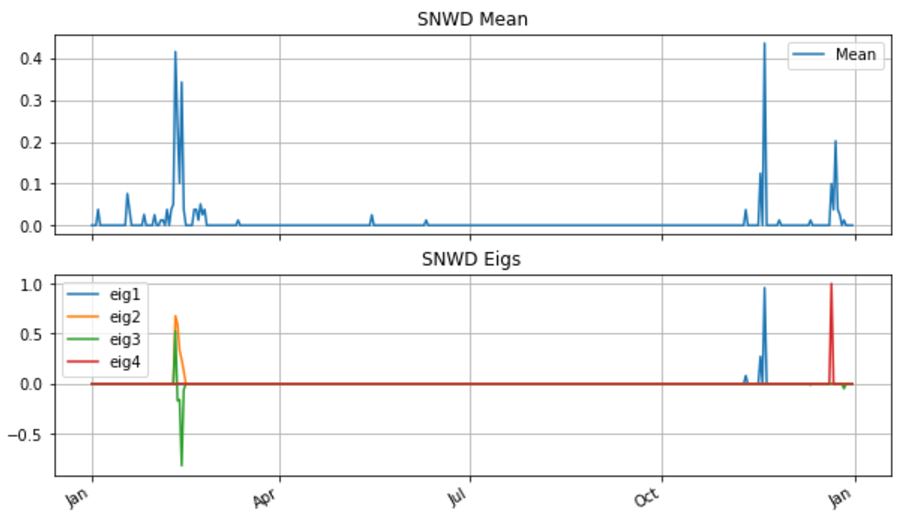 SNWD Mean
0.4
0.3
0.2
0.1
0.0
Mean
SNWD Eigs
1.0
0.5
0.0
−0.5
eig1
eig2
eig3
eig4
Jan
Apr
Jul
Oct
Jan